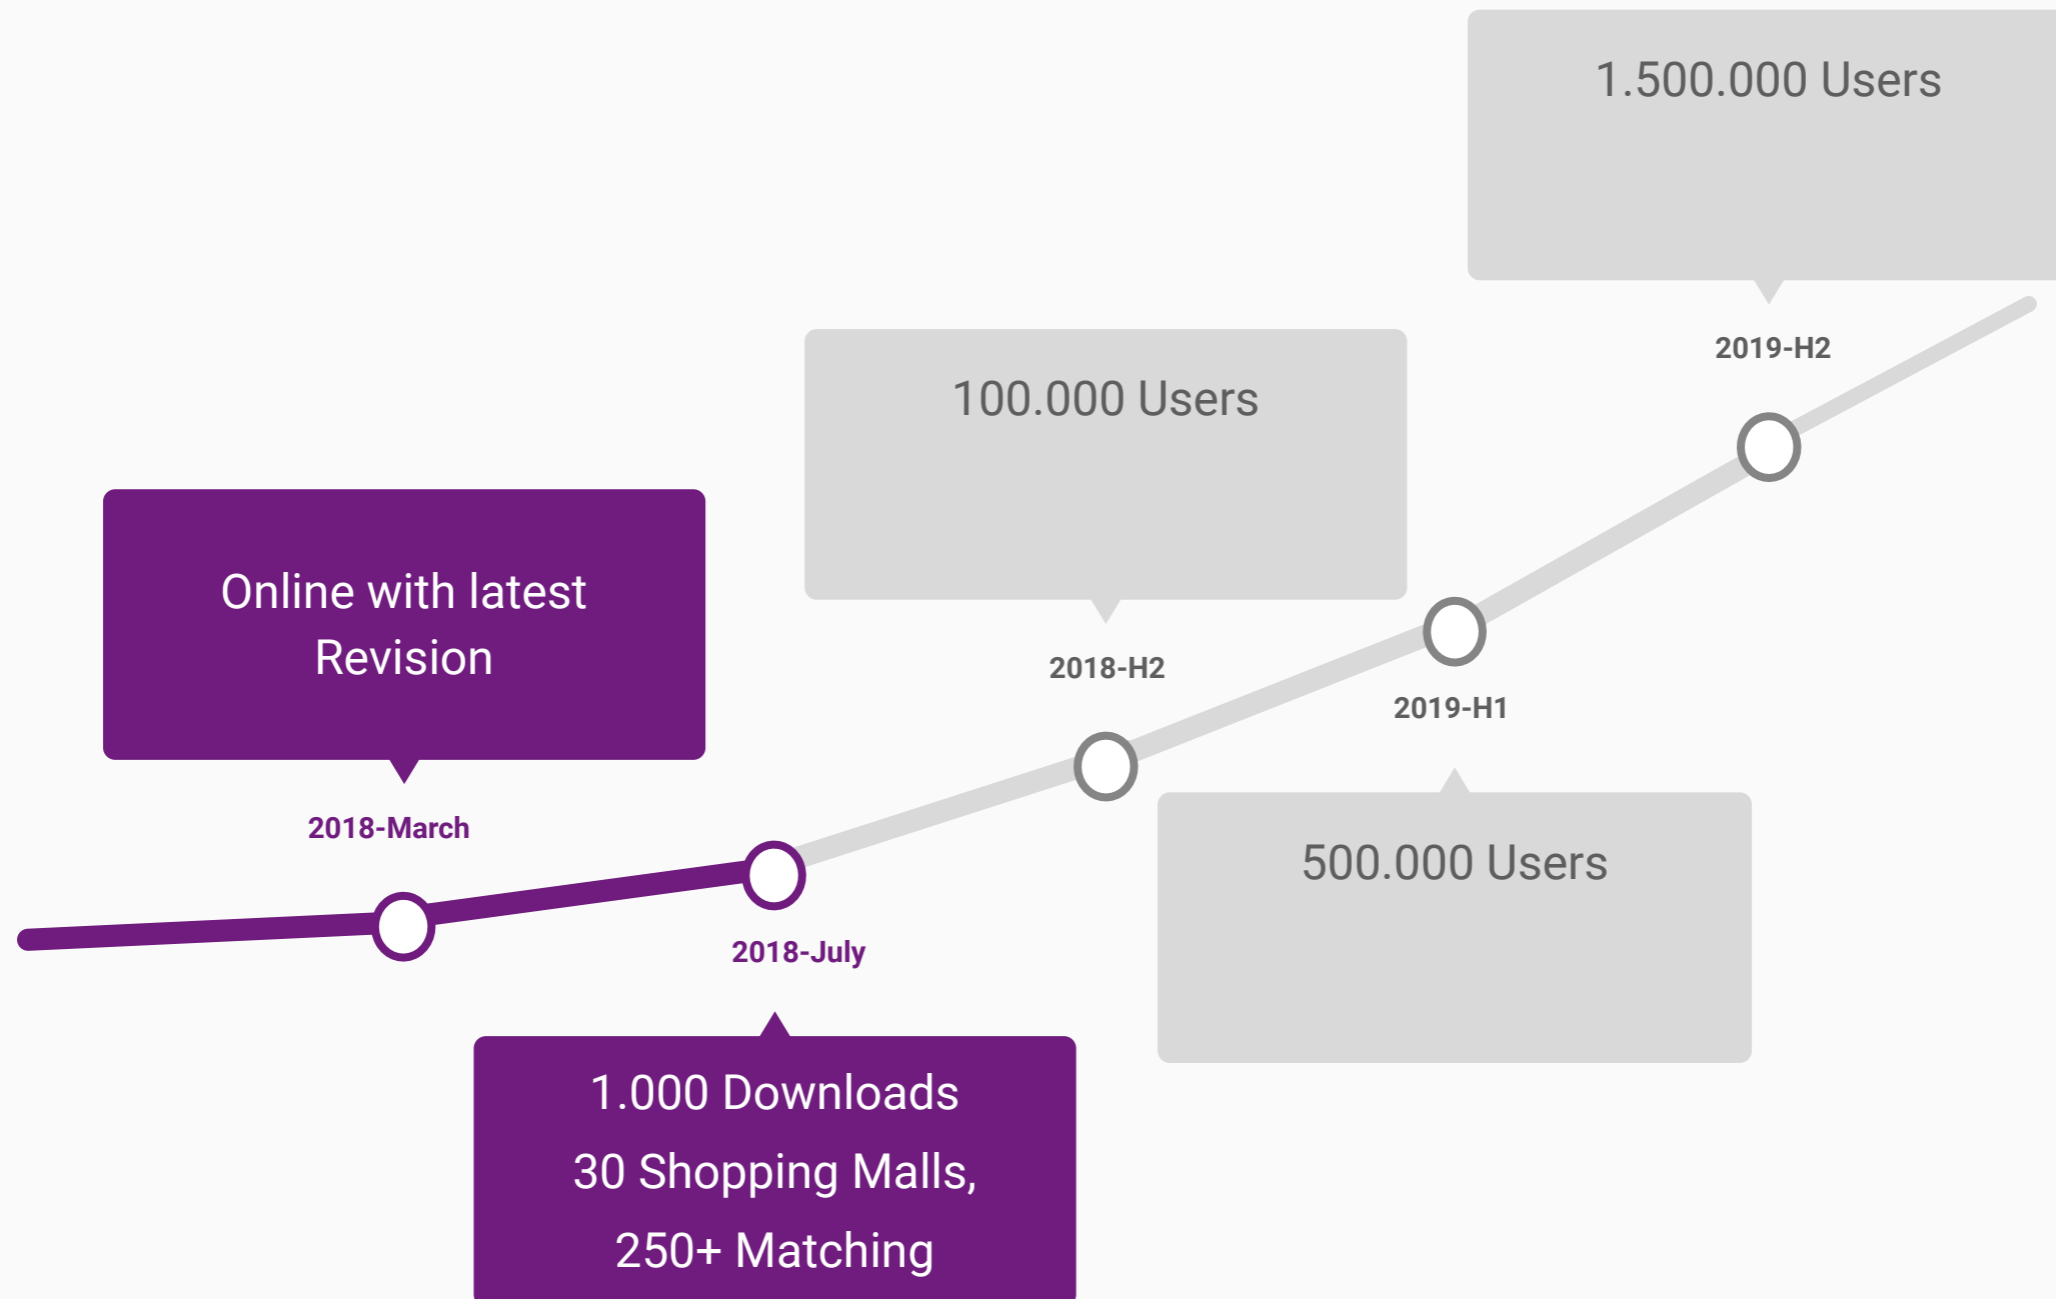 1.500.000 Users
2019-H2
100.000 Users
2018-H2
Online with latest
Revision
2018-March
2019-H1
500.000 Users
2018-July
1.000 Downloads
30 Shopping Malls,
250+ Matching